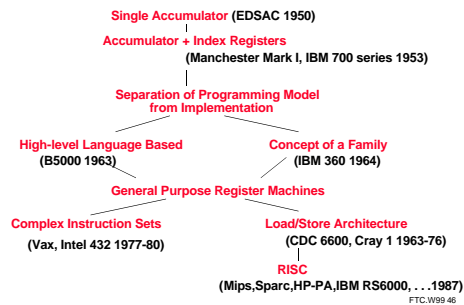 Single Accumulator (EDSAC 1950)
Accumulator + Index Registers
(Manchester Mark I, IBM 700 series 1953)
Separation of Programming Model
from Implementation
High-level Language Based
(B5000 1963)
Concept of a Family
(IBM 360 1964)
General Purpose Register Machines
Complex Instruction Sets
(Vax, Intel 432 1977-80)
Load/Store Architecture
(CDC 6600, Cray 1 1963-76)
RISC
(Mips,Sparc,HP-PA,IBM RS6000, . . .1987)
FTC.W99 46